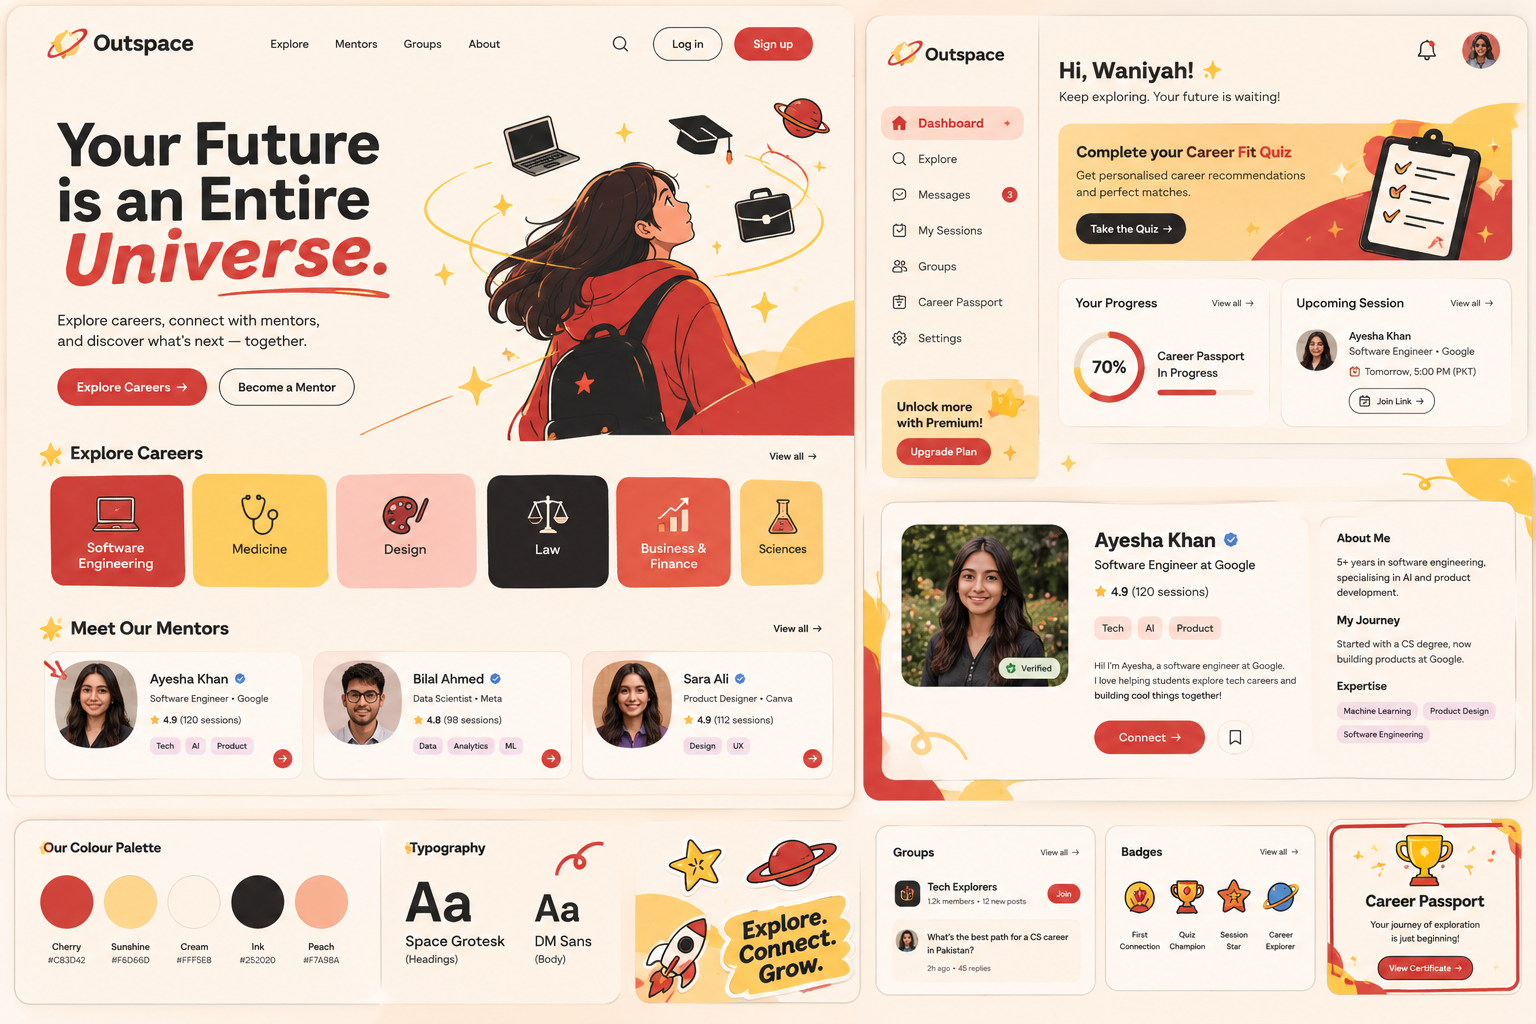 Outspace
Explore
Mentors
Groups
About
Log in
Sign up
Your Future
is an Entire
Universe.
Explore careers, connect with mentors,
and discover what's next — together.
Explore Careers →
Become a Mentor
Explore Careers
View all →
Software
Engineering
Medicine
Design
Law
Business &
Finance
Sciences
Meet Our Mentors
View all →
Ayesha Khan
Software Engineer • Google
4.9 (120 sessions)
Tech
AI
Product
Bilal Ahmed
Data Scientist • Meta
4.8 (98 sessions)
Data
Analytics
ML
Sara Ali
Product Designer • Canva
4.9 (112 sessions)
Design
UX
Outspace
Dashboard
Explore
Messages
3
My Sessions
Groups
Career Passport
Settings
Unlock more
with Premium!
Upgrade Plan
Hi, Waniyah!
Keep exploring. Your future is waiting!
Complete your Career Fit Quiz
Get personalised career recommendations
and perfect matches.
Take the Quiz →
Your Progress
View all →
70%
Career Passport
In Progress
Upcoming Session
View all →
Ayesha Khan
Software Engineer • Google
Tomorrow, 5:00 PM (PKT)
Join Link →
Verified
Ayesha Khan
Software Engineer at Google
4.9 (120 sessions)
Tech
AI
Product
Hi! I'm Ayesha, a software engineer at Google.
I love helping students explore tech careers and
building cool things together!
Connect →
About Me
5+ years in software engineering,
specialising in AI and product
development.
My Journey
Started with a CS degree, now
building products at Google.
Expertise
Machine Learning
Product Design
Software Engineering
Our Colour Palette
Cherry
#C83D42
Sunshine
#F6D66D
Cream
#FFF5E8
Ink
#252020
Peach
#F7A9BA
Typography
Aa
Space Grotesk
(Headings)
Aa
DM Sans
(Body)
Explore.
Connect.
Grow.
Groups
View all →
Tech Explorers
1.2k members • 12 new posts
Join
What's the best path for a CS career
in Pakistan?
2h ago • 45 replies
Badges
View all →
First
Connection
Quiz
Champion
Session
Star
Career
Explorer
Career Passport
Your journey of exploration
is just beginning!
View Certificate →